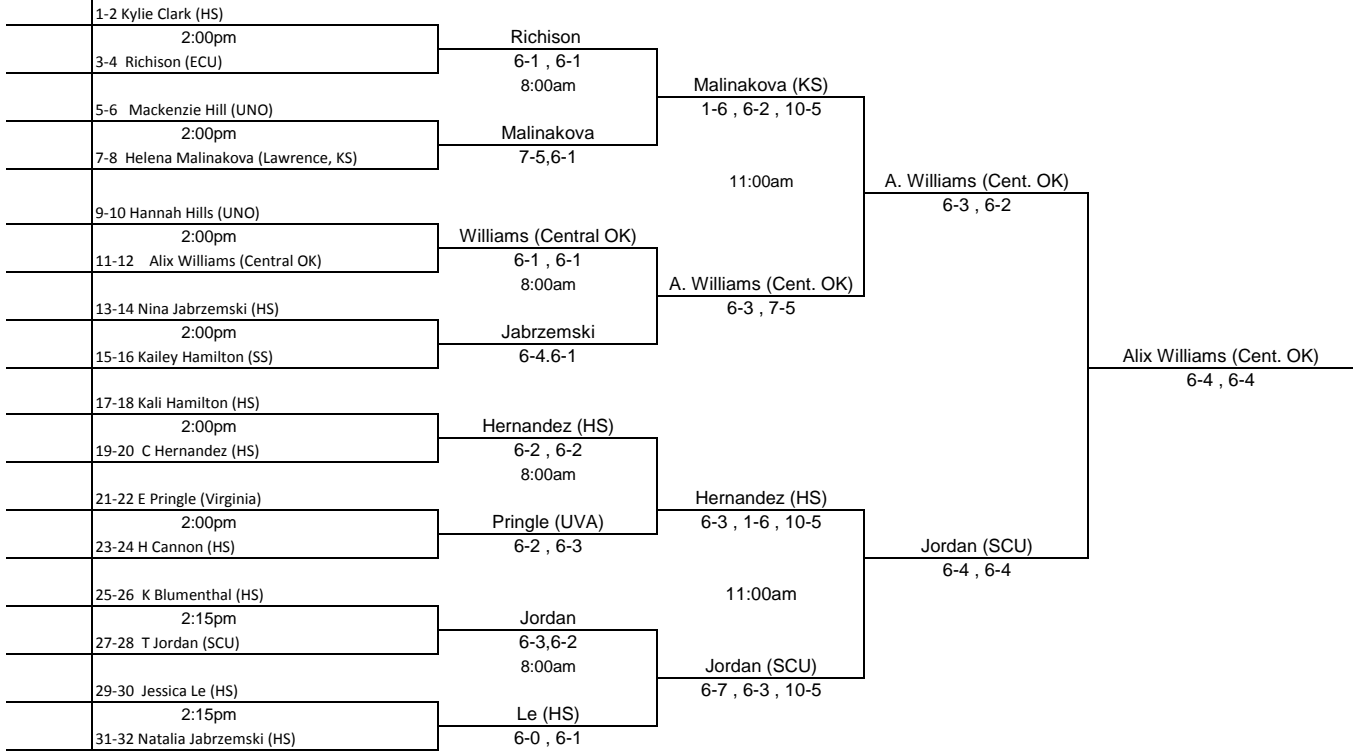 1-2 Kylie Clark (HS)
2:00pm
3-4 Richison (ECU)
5-6 Mackenzie Hill (UNO)
2:00pm
7-8 Helena Malinakova (Lawrence, KS)
9-10 Hannah Hills (UNO)
2:00pm
11-12 Alix Williams (Central OK)
13-14 Nina Jabrzemski (HS)
2:00pm
15-16 Kailey Hamilton (SS)
17-18 Kali Hamilton (HS)
2:00pm
19-20 C Hernandez (HS)
21-22 E Pringle (Virginia)
2:00pm
23-24 H Cannon (HS)
25-26 K Blumenthal (HS)
2:15pm
27-28 T Jordan (SCU)
29-30 Jessica Le (HS)
2:15pm
31-32 Natalia Jabrzemski (HS)
Richison
6-1 , 6-1
8:00am
Malinakova
7-5,6-1
Williams (Central OK)
6-1 , 6-1
8:00am
Jabrzemski
6-4.6-1
Hernandez (HS)
6-2 , 6-2
8:00am
Pringle (UVA)
6-2 , 6-3
Jordan
6-3,6-2
8:00am
Le (HS)
6-0 , 6-1
Malinakova (KS)
1-6 , 6-2 , 10-5
11:00am
A. Williams (Cent. OK)
6-3 , 7-5
Hernandez (HS)
6-3 , 1-6 , 10-5
11:00am
Jordan (SCU)
6-7 , 6-3 , 10-5
A. Williams (Cent. OK)
6-3 , 6-2
Jordan (SCU)
6-4 , 6-4
Alix Williams (Cent. OK)
6-4 , 6-4